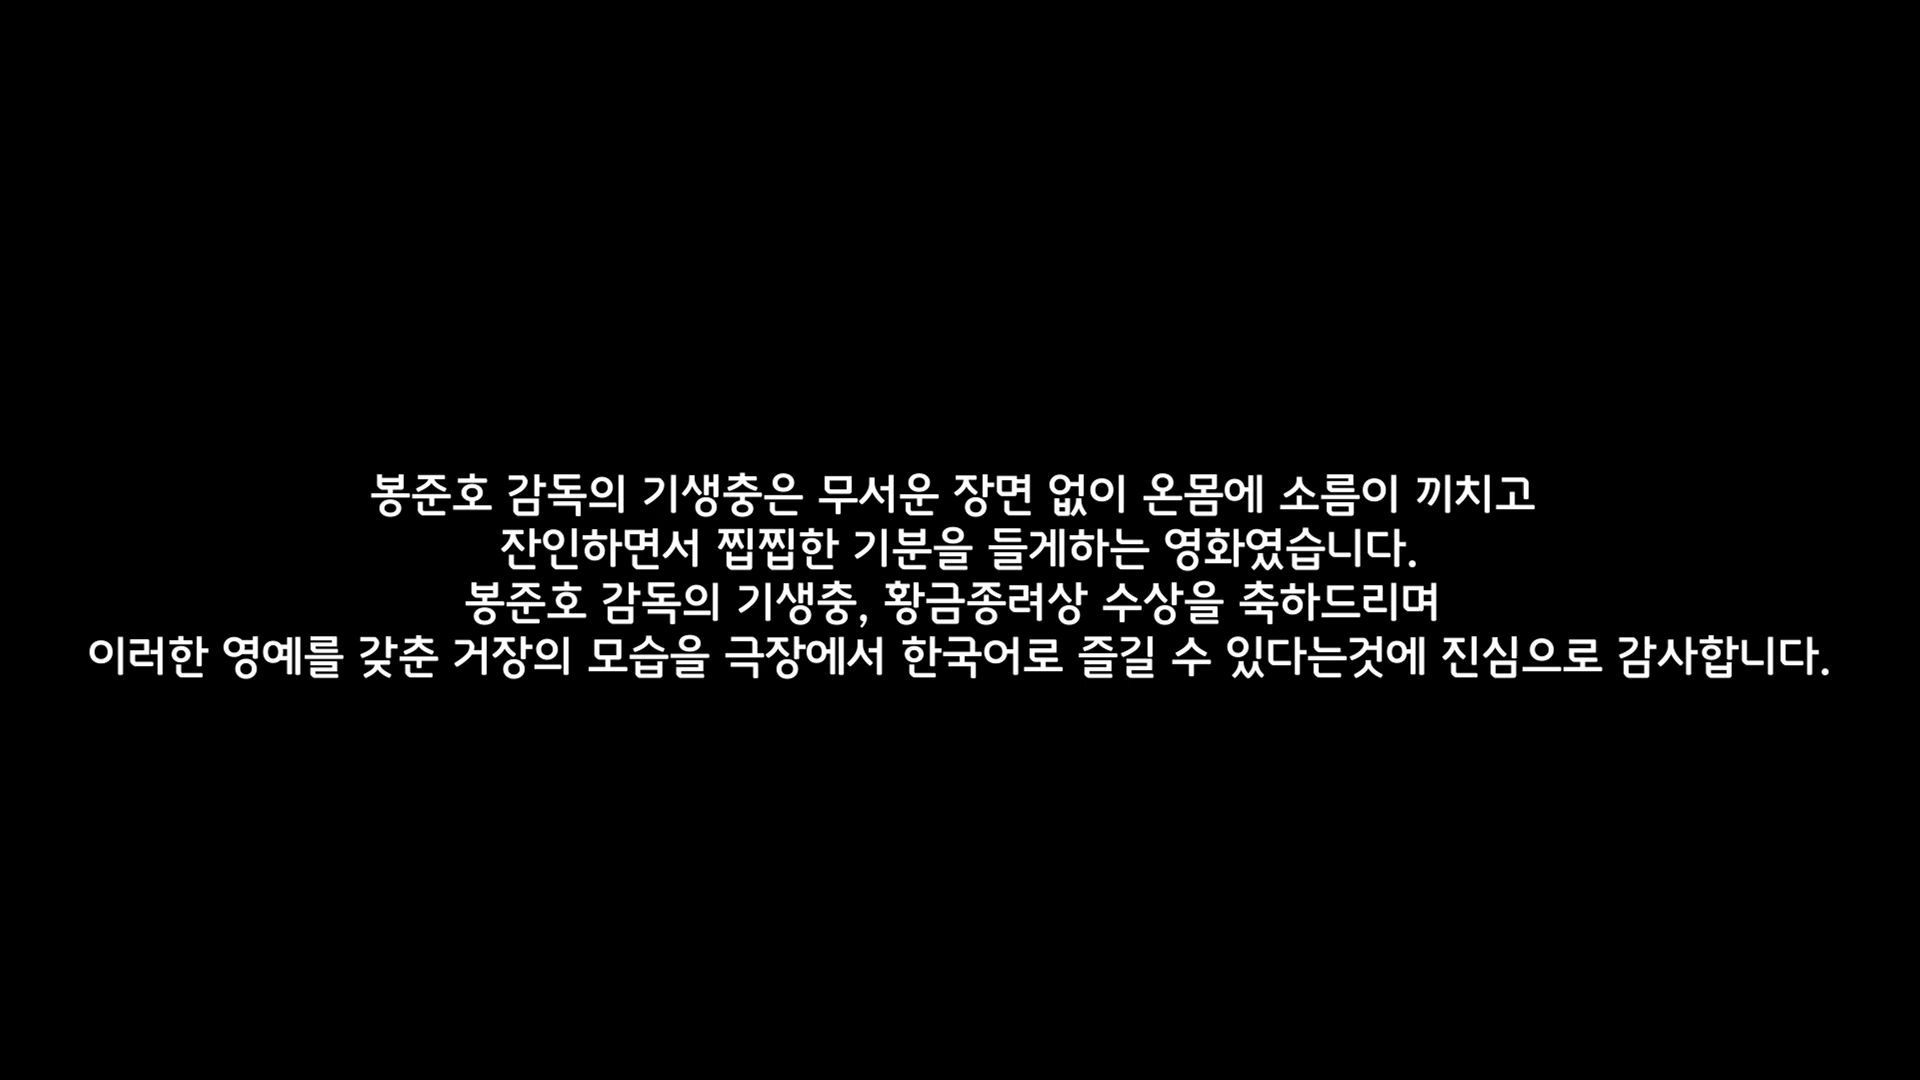 봉준호 감독의 기생충은 무서운 장면 없이 온몸에 소름이 끼치고
잔인하면서 찝찝한 기분을 들게하는 영화였습니다.
봉준호 감독의 기생충, 황금종려상 수상을 축하드리며
이러한 영예를 갖춘 거장의 모습을 극장에서 한국어로 즐길 수 있다는것에 진심으로 감사합니다.